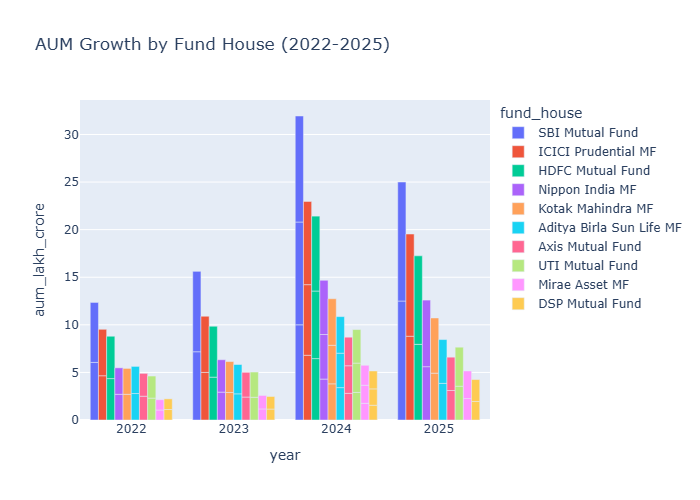 AUM Growth by Fund House (2022-2025)
fund_house
SBI Mutual Fund
ICICI Prudential MF
HDFC Mutual Fund
Nippon India MF
Kotak Mahindra MF
Aditya Birla Sun Life MF
Axis Mutual Fund
UTI Mutual Fund
Mirae Asset MF
DSP Mutual Fund
aum_lakh_crore
30
25
20
15
10
5
0
2022 2023 2024 2025
year